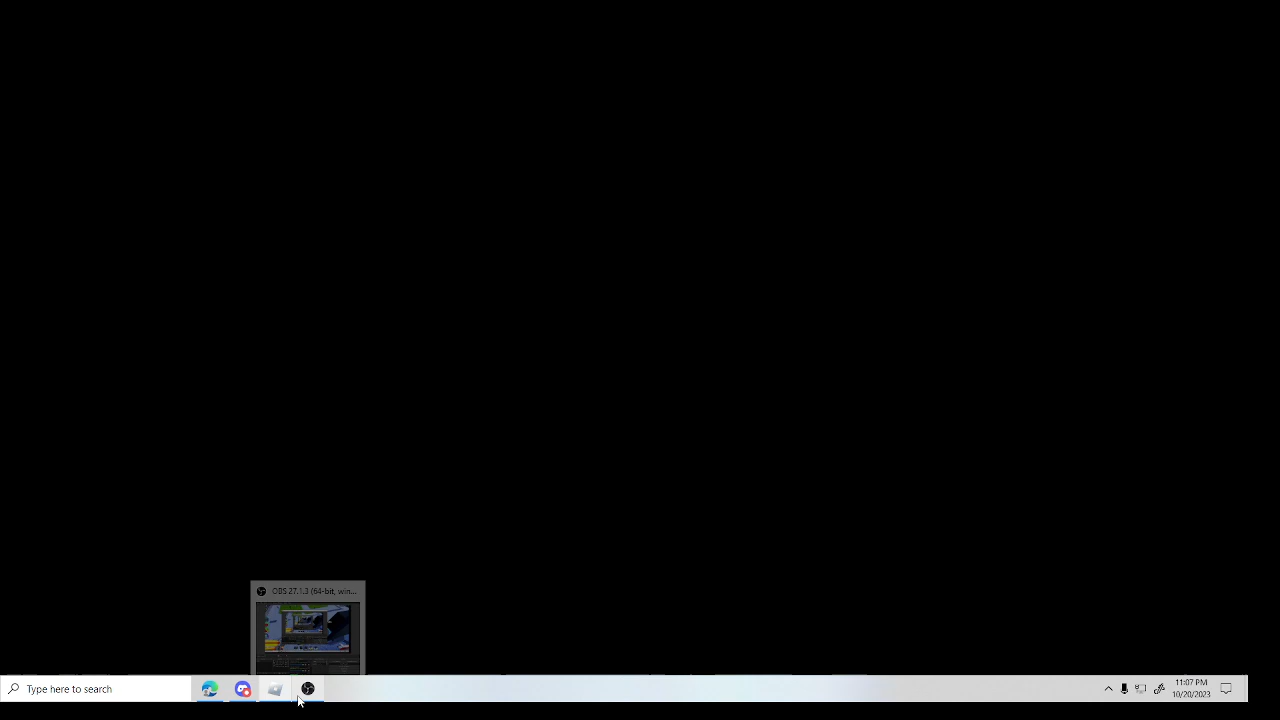 OBS 27.1.3 (64-bit, win...
Type here to search
11:07 PM
10/20/2023